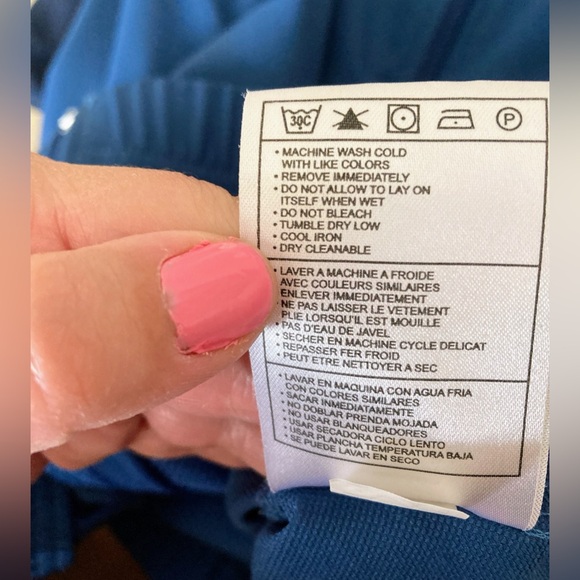 30C P
• MACHINE WASH COLD
WITH LIKE COLORS
• REMOVE IMMEDIATELY
• DO NOT ALLOW TO LAY ON
ITSELF WHEN WET
• DO NOT BLEACH
• TUMBLE DRY LOW
• COOL IRON
• DRY CLEANABLE
• LAVER A MACHINE A FROIDE
AVEC COULEURS SIMILAIRES
ENLEVER IMMEDIATEMENT
• NE PAS LAISSER LE VETEMENT
PLIE LORSQU'IL EST MOUILLE
• PAS D'EAU DE JAVEL
• SECHER EN MACHINE CYCLE DELICAT
• REPASSER FER FROID
• PEUT ETRE NETTOYER A SEC
• LAVAR EN MAQUINA CON AGUA FRIA
CON COLORES SIMILARES
• SACAR INMEDIATAMENTE
• NO DOBLAR PRENDA MOJADA
• NO USAR BLANQUEADORES
• USAR SECADORA CICLO LENTO
• USAR PLANCHA TEMPERATURA BAJA
• SE PUEDE LAVAR EN SECO